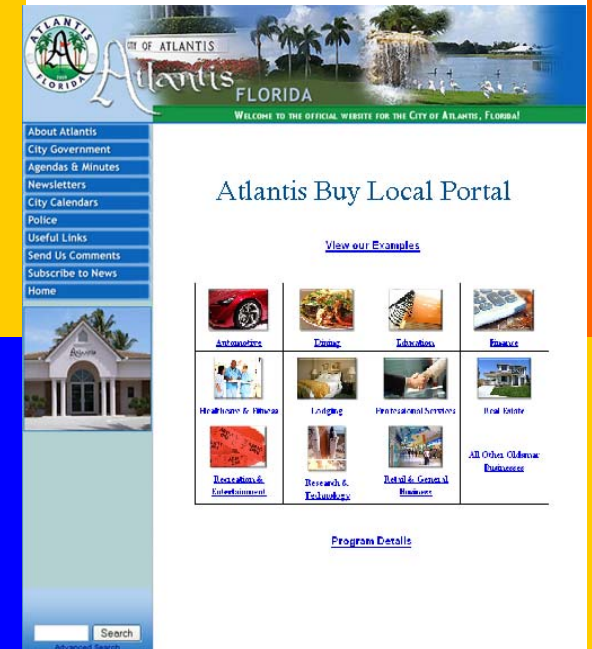 ATLANTIS
FLORIDA
CITY OF ATLANTIS
Atlantis
FLORIDA
WELCOME TO THE OFFICIAL WEBSITE FOR THE CITY OF ATLANTIS, FLORIDA!
About Atlantis
City Government
Agendas & Minutes
Newsletters
City Calendars
Police
Useful Links
Send Us Comments
Subscribe to News
Home
Atlantis Buy Local Portal
View our Examples
Automotive
Dining
Education
Finance
Healthcare & Fitness
Lodging
Professional Services
Real Estate
Recreation &
Entertainment
Research &
Technology
Retail & General
Business
All Other Oldsmar
Businesses
Program Details
Search
Advanced Search